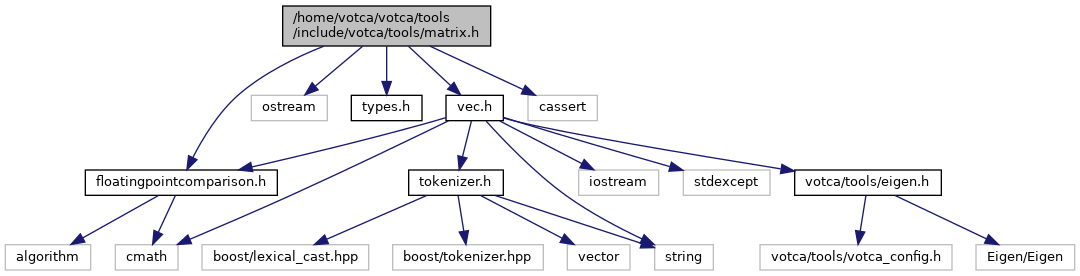 /home/votca/votca/tools
/include/votca/tools/matrix.h
ostream
types.h
vec.h
cassert
floatingpointcomparison.h
tokenizer.h
iostream
stdexcept
votca/tools/eigen.h
algorithm
cmath
boost/lexical_cast.hpp
boost/tokenizer.hpp
vector
string
votca/tools/votca_config.h
Eigen/Eigen